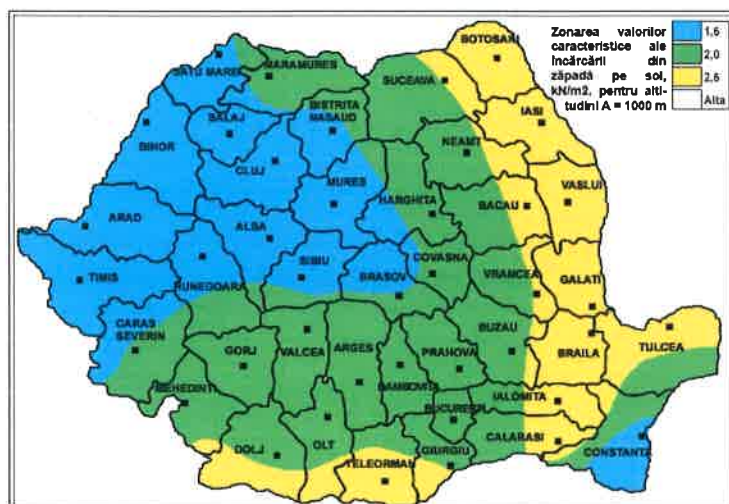 Zonarea valorilor
caracteristice ale
încărcării din
zăpadă pe sol,
kN/m2, pentru alti-
tudini A = 1000 m
1,5
2,0
2,5
Alta
BOTOSANI
SATU MARE
MARAMURES
SUCEAVA
BISTRITA
NASAUD
IASI
SALAJ
BIHOR
NEAMT
CLUJ
MURES
HARGHITA
BACAU
VASLUI
ARAD
ALBA
SIBIU
BRASOV
COVASNA
TIMIS
HUNEDOARA
VRANCEA
GALATI
CARAS
SEVERIN
GORJ
VALCEA
ARGES
PRAHOVA
BUZAU
BRAILA
TULCEA
MEHEDINTI
DAMBOVITA
IALOMITA
BUCURESTI
DOLJ
OLT
TELEORMAN
GIURGIU
CALARASI
CONSTANTA